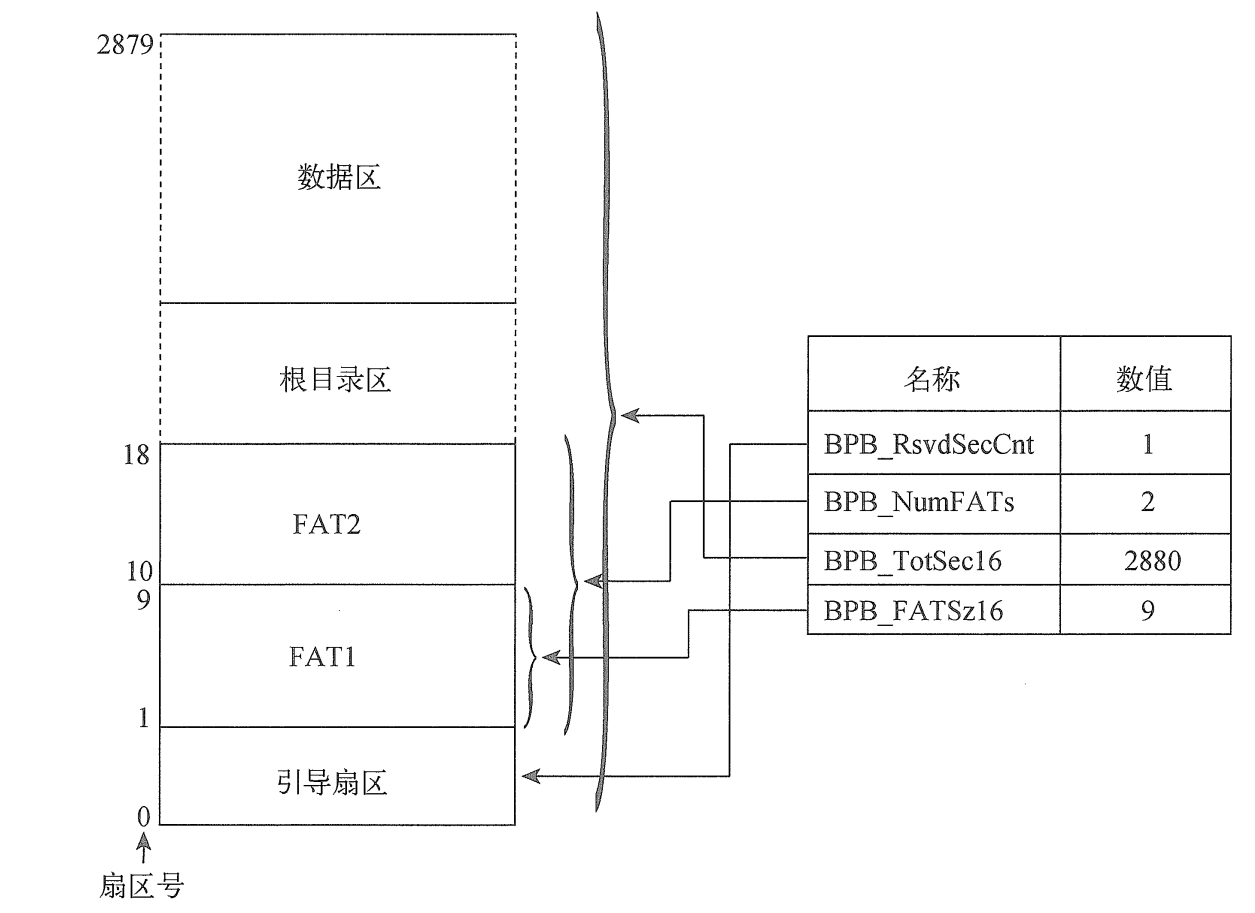 2879
数据区
根目录区
18
FAT2
10
9
FAT1
1
引导扇区
0
扇区号
名称 数值
BPB_RsvdSecCnt 1
BPB_NumFATs 2
BPB_TotSec16 2880
BPB_FATSz16 9